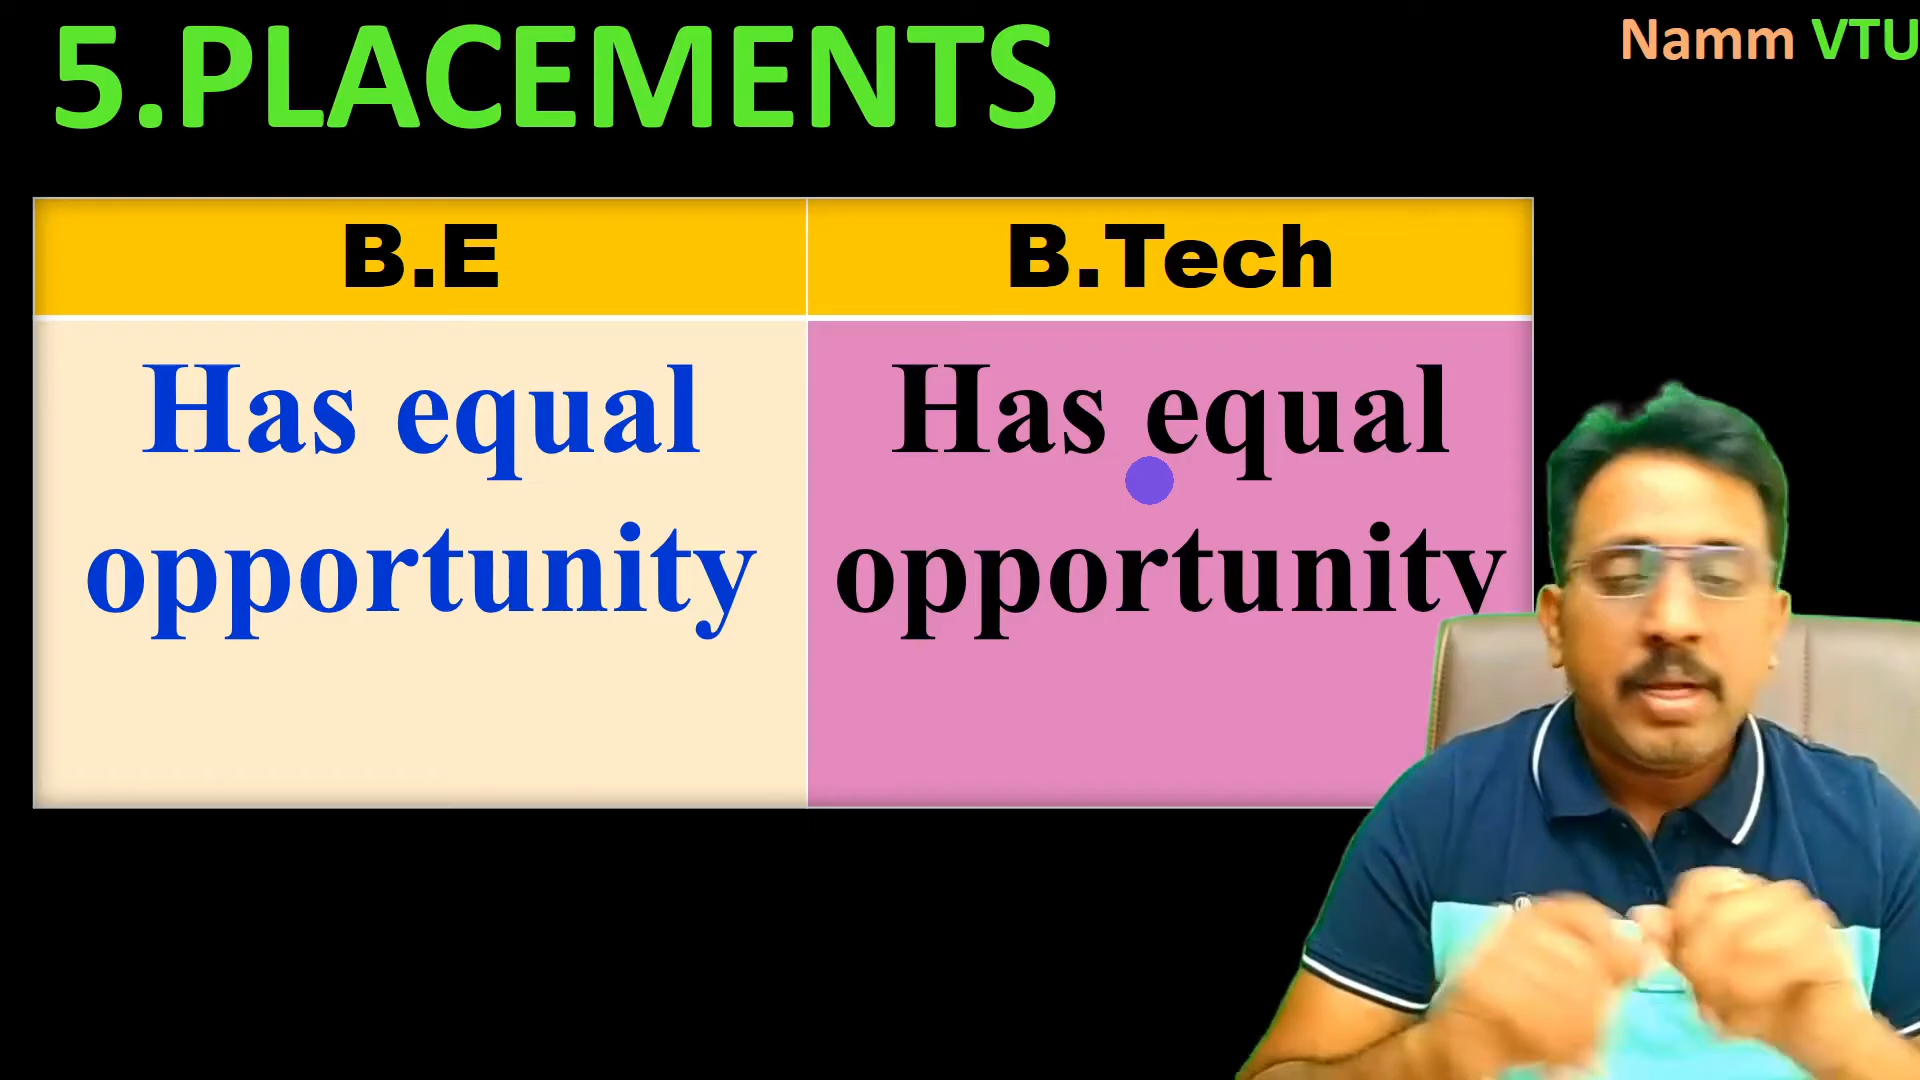 5.PLACEMENTS
Namm VTU
B.E
B.Tech
Has equal
opportunity
Has equal
opportunity